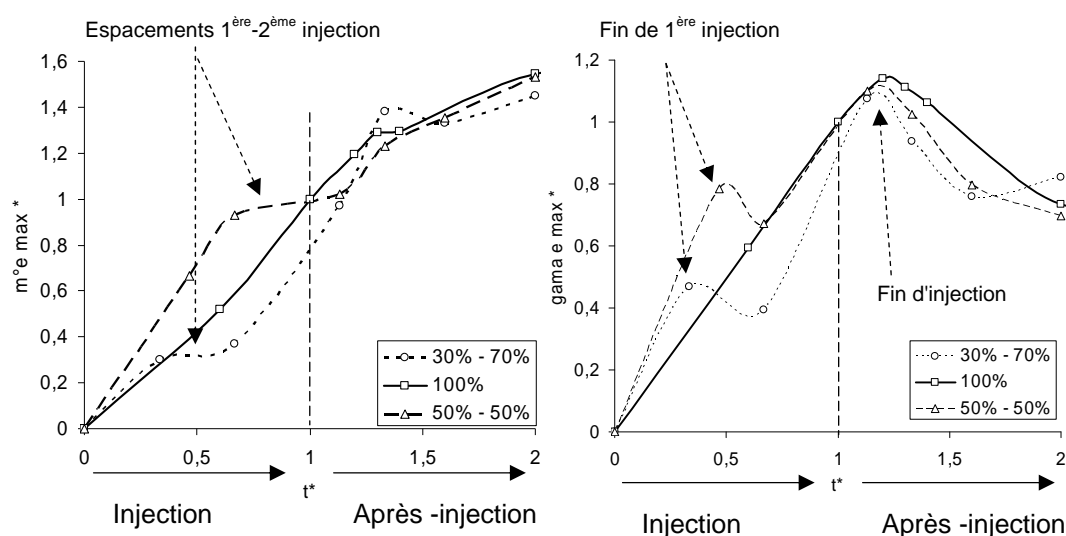 Espacements 1ère-2ème injection
1,6
1,4
1,2
1
0,8
0,6
0,4
0,2
0
m°e max *
30% - 70%
100%
50% - 50%
0 0,5 1 1,5 2
t*
Injection Après -injection
Fin de 1ère injection
1,2
1
0,8
0,6
0,4
0,2
0
gama e max *
Fin d'injection
30% - 70%
100%
50% - 50%
0 0,5 1 1,5 2
t*
Injection Après -injection